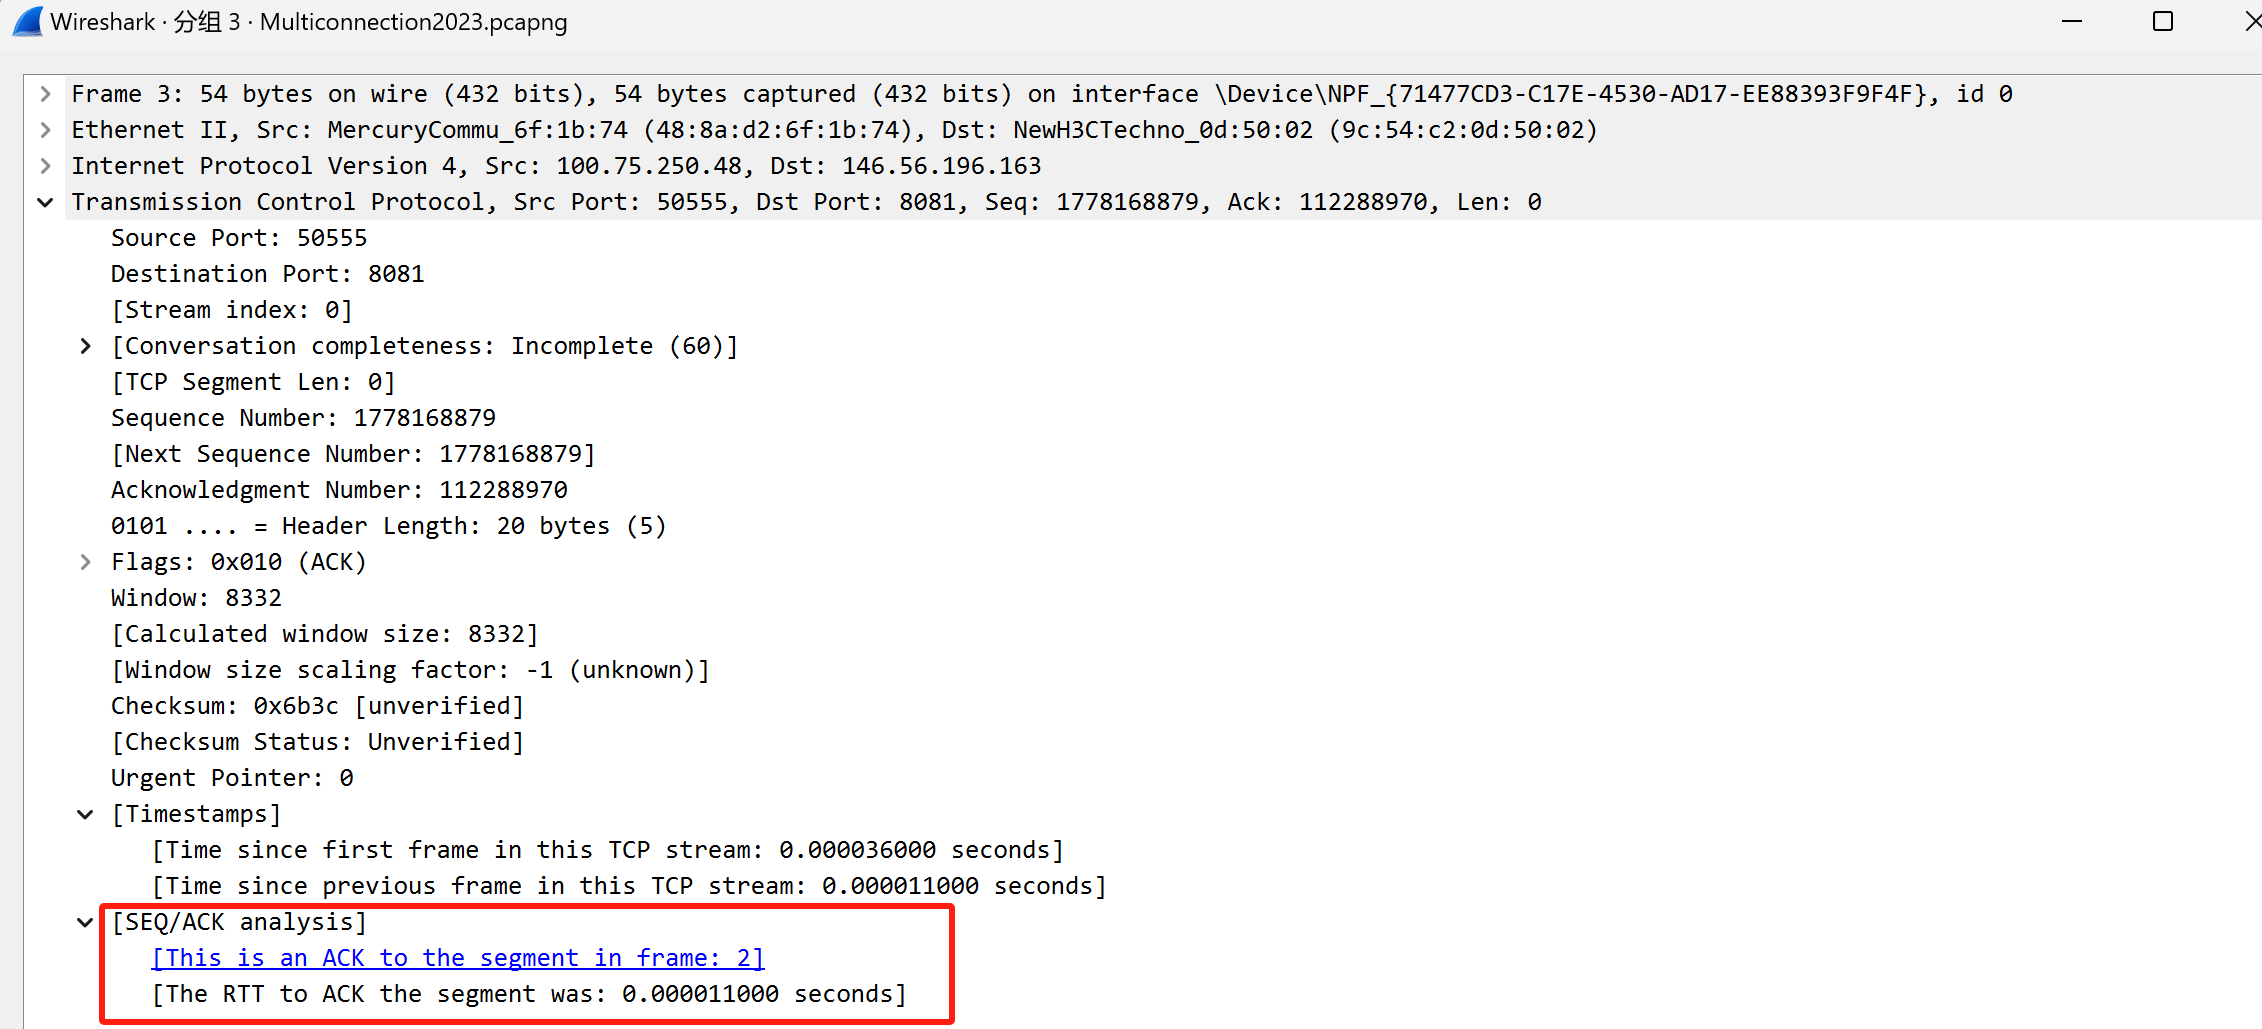 Wireshark · 分组 3 · Multiconnection2023.pcapng
Frame 3: 54 bytes on wire (432 bits), 54 bytes captured (432 bits) on interface \Device\NPF_{71477CD3-C17E-4530-AD17-EE88393F9F4F}, id 0
Ethernet II, Src: MercuryCommu_6f:1b:74 (48:8a:d2:6f:1b:74), Dst: NewH3CTechno_0d:50:02 (9c:54:c2:0d:50:02)
Internet Protocol Version 4, Src: 100.75.250.48, Dst: 146.56.196.163
Transmission Control Protocol, Src Port: 50555, Dst Port: 8081, Seq: 1778168879, Ack: 112288970, Len: 0
Source Port: 50555
Destination Port: 8081
[Stream index: 0]
[Conversation completeness: Incomplete (60)]
[TCP Segment Len: 0]
Sequence Number: 1778168879
[Next Sequence Number: 1778168879]
Acknowledgment Number: 112288970
0101 .... = Header Length: 20 bytes (5)
Flags: 0x010 (ACK)
Window: 8332
[Calculated window size: 8332]
[Window size scaling factor: -1 (unknown)]
Checksum: 0x6b3c [unverified]
[Checksum Status: Unverified]
Urgent Pointer: 0
[Timestamps]
[Time since first frame in this TCP stream: 0.000036000 seconds]
[Time since previous frame in this TCP stream: 0.000011000 seconds]
[SEQ/ACK analysis]
[This is an ACK to the segment in frame: 2]
[The RTT to ACK the segment was: 0.000011000 seconds]